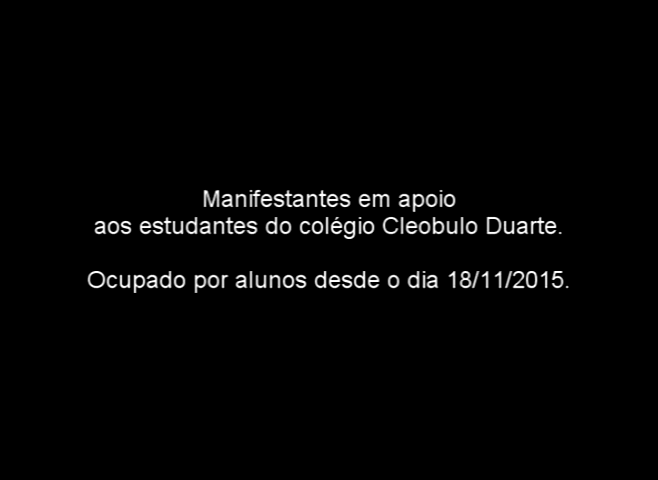 Manifestantes em apoio
aos estudantes do colégio Cleobulo Duarte.
Ocupado por alunos desde o dia 18/11/2015.